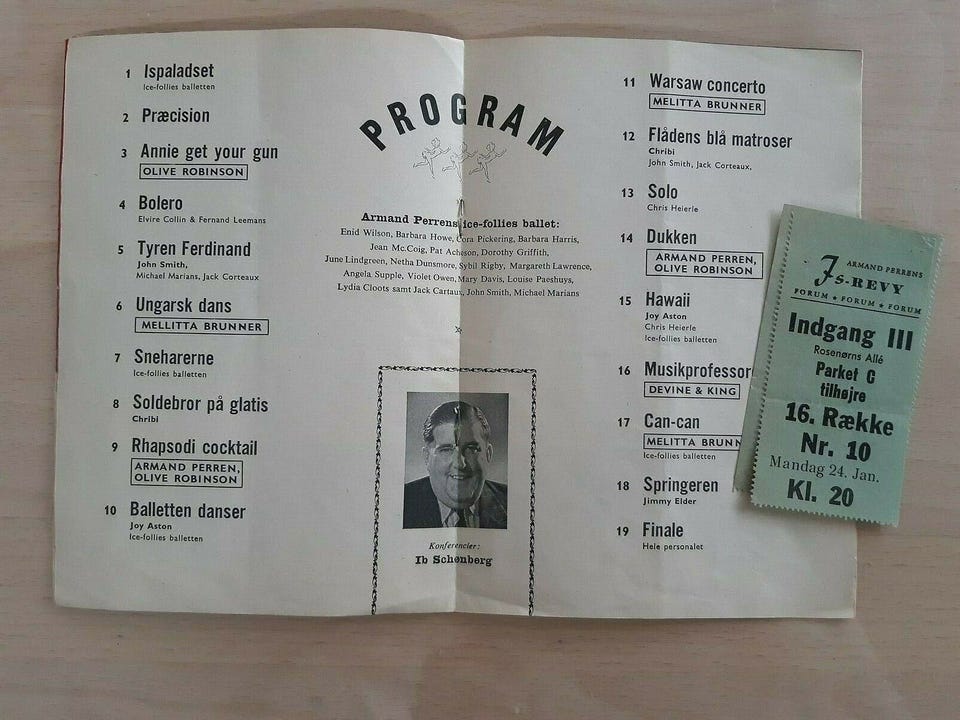 1 Ispaladset
Ice-follies balletten
2 Præcision
3 Annie get your gun
OLIVE ROBINSON
4 Bolero
Elvire Collin & Fernand Leemans
5 Tyren Ferdinand
John Smith,
Michael Marians, Jack Corteaux
6 Ungarsk dans
MELLITTA BRUNNER
7 Sneharerne
Ice-follies balletten
8 Soldebror på glatis
Chribi
9 Rhapsodi cocktail
ARMAND PERREN,
OLIVE ROBINSON
10 Balletten danser
Joy Aston
Ice-follies balletten
PROGRAM
Armand Perrens ice-follies ballet:
Enid Wilson, Barbara Howe, Cora Pickering, Barbara Harris,
Jean Mc.Coig, Pat Acheson, Dorothy Griffith,
June Lindgreen, Netha Dunsmore, Sybil Rigby, Margareth Lawrence,
Angela Supple, Violet Owen, Mary Davis, Louise Paeshuys,
Lydia Cloots samt Jack Cartaux, John Smith, Michael Marians
Konferencier:
Ib Schønberg
11 Warsaw concerto
MELITTA BRUNNER
12 Flådens blå matroser
Chribi
John Smith, Jack Corteaux,
13 Solo
Chris Heierle
14 Dukken
ARMAND PERREN,
OLIVE ROBINSON
15 Hawaii
Joy Aston
Chris Heierle
Ice-follies balletten
16 Musikprofessor
DEVINE & KING
17 Can-can
MELITTA BRUNN
Ice-follies balletten
18 Springeren
Jimmy Elder
19 Finale
Hele personalet
ARMAND PERRENS
Js-REVY
FORUM ★ FORUM ★ FORUM
Indgang III
Rosenørns Allé
Parket C
tilhøjre
16. Række
Nr. 10
Mandag 24. Jan.
Kl. 20